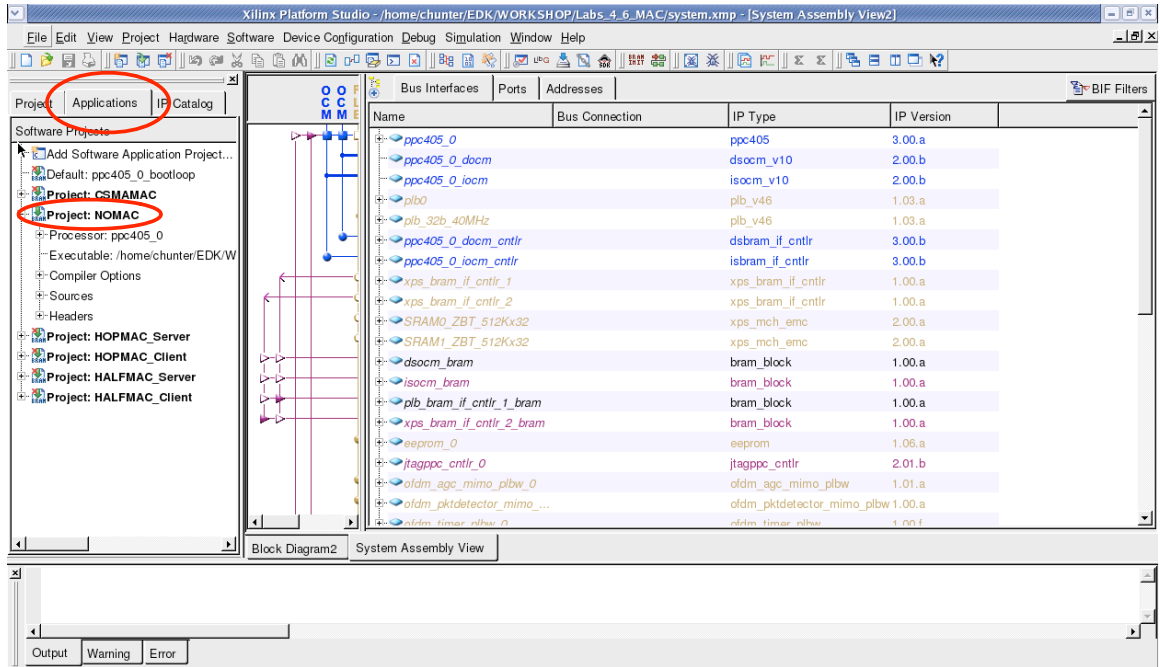 Xilinx Platform Studio - /home/chunter/EDK/WORKSHOP/Labs_4_6_MAC/system.xmp - [System Assembly View2]
File Edit View Project Hardware Software Device Configuration Debug Simulation Window Help
Project Applications IP Catalog
Software Projects
Add Software Application Project...
Default: ppc405_0_bootloop
Project: CSMAMAC
Project: NOMAC
Processor: ppc405_0
Executable: /home/chunter/EDK/W
Compiler Options
Sources
Headers
Project: HOPMAC_Server
Project: HOPMAC_Client
Project: HALFMAC_Server
Project: HALFMAC_Client
O O
C C L
M M
Bus Interfaces Ports Addresses BIF Filters
Name Bus Connection IP Type IP Version
ppc405_0 ppc405 3.00.a
ppc405_0_docm dsocm_v10 2.00.b
ppc405_0_iocm isocm_v10 2.00.b
plb0 plb_v46 1.03.a
plb_32b_40MHz plb_v46 1.03.a
ppc405_0_docm_cntlr dsbram_if_cntlr 3.00.b
ppc405_0_iocm_cntlr isbram_if_cntlr 3.00.b
xps_bram_if_cntlr_1 xps_bram_if_cntlr 1.00.a
xps_bram_if_cntlr_2 xps_bram_if_cntlr 1.00.a
SRAM0_ZBT_512Kx32 xps_mch_emc 2.00.a
SRAM1_ZBT_512Kx32 xps_mch_emc 2.00.a
dsocm_bram bram_block 1.00.a
isocm_bram bram_block 1.00.a
plb_bram_if_cntlr_1_bram bram_block 1.00.a
xps_bram_if_cntlr_2_bram bram_block 1.00.a
eeprom_0 eeprom 1.06.a
jtagppc_cntlr_0 jtagppc_cntlr 2.01.b
ofdm_agc_mimo_plbw_0 ofdm_agc_mimo_plbw 1.01.a
ofdm_pktdetector_mimo_... ofdm_pktdetector_mimo_plbw 1.00.a
ofdm_timer_plbw_0 ofdm_timer_plbw 1.00.f
Block Diagram2 System Assembly View
Output Warning Error